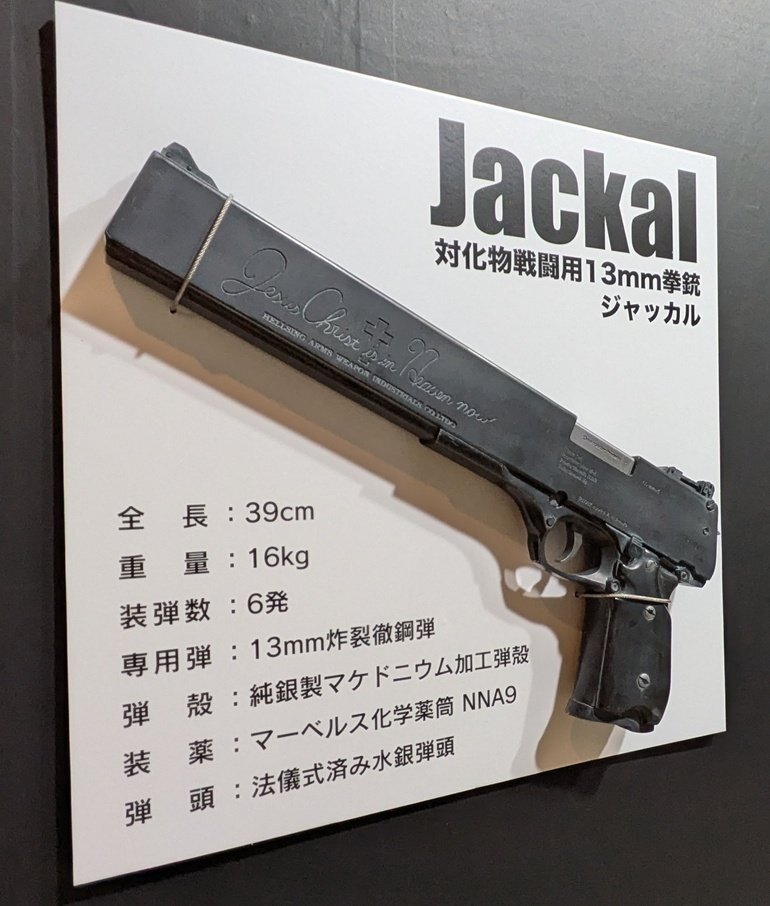 Jackal
対化物戦闘用13mm拳銃
ジャッカル
Jesus Christ is in Heaven now
HELLSING ARMS WEAPON INDUSTRIALS CO.LTD
全長：39cm
重量：16kg
装弾数：6発
専用弾：13mm炸裂徹鋼弾
弾殻：純銀製マケドニウム加工弾殻
装薬：マーベルス化学薬筒 NNA9
弾頭：法儀式済み水銀弾頭